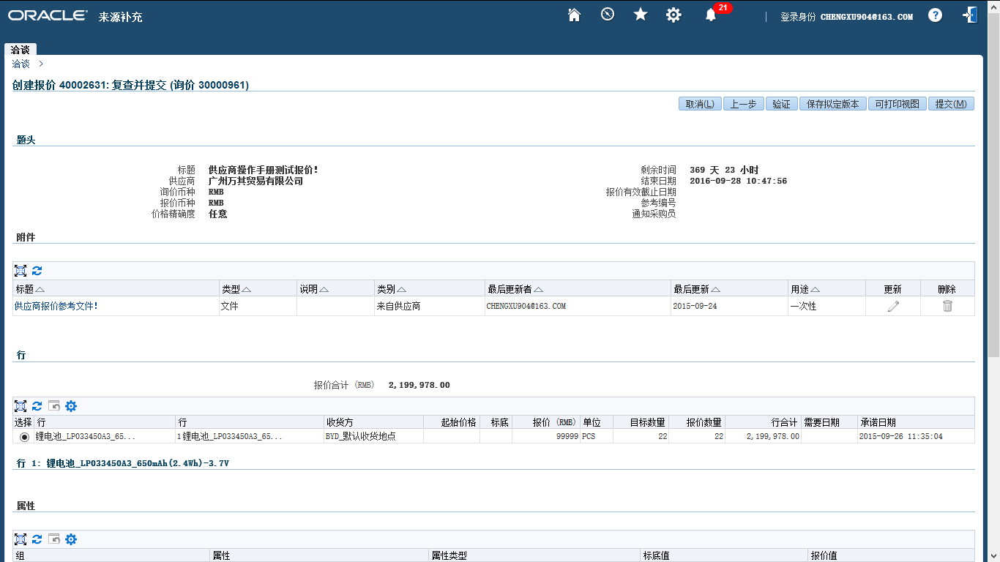 ORACLE 来源补充 21 登录身份 CHENGXU904@163.COM ?
洽谈
洽谈 >
创建报价 40002631: 复查并提交 (询价 30000961)
取消(L) 上一步 验证 保存拟定版本 可打印视图 提交(M)
题头
标题 供应商操作手册测试报价! 剩余时间 369 天 23 小时
供应商 广州万其贸易有限公司 结束日期 2016-09-28 10:47:56
询价币种 RMB 报价有效截止日期
报价币种 RMB 参考编号
价格精确度 任意 通知采购员
附件
标题 类型 说明 类别 最后更新者 最后更新 用途 更新 删除
供应商报价参考文件! 文件 来自供应商 CHENGXU904@163.COM 2015-09-24 一次性
行
报价合计 (RMB) 2,199,978.00
选择 行 行 收货方 起始价格 标底 报价 (RMB) 单位 目标数量 报价数量 行合计 需要日期 承诺日期
锂电池_LP033450A3_65... 1 锂电池_LP033450A3_65... BYD_默认收货地点 99999 PCS 22 22 2,199,978.00 2015-09-26 11:35:04
行 1: 锂电池_LP033450A3_650mAh(2.4Wh)-3.7V
属性
组 属性 属性类型 标底值 报价值